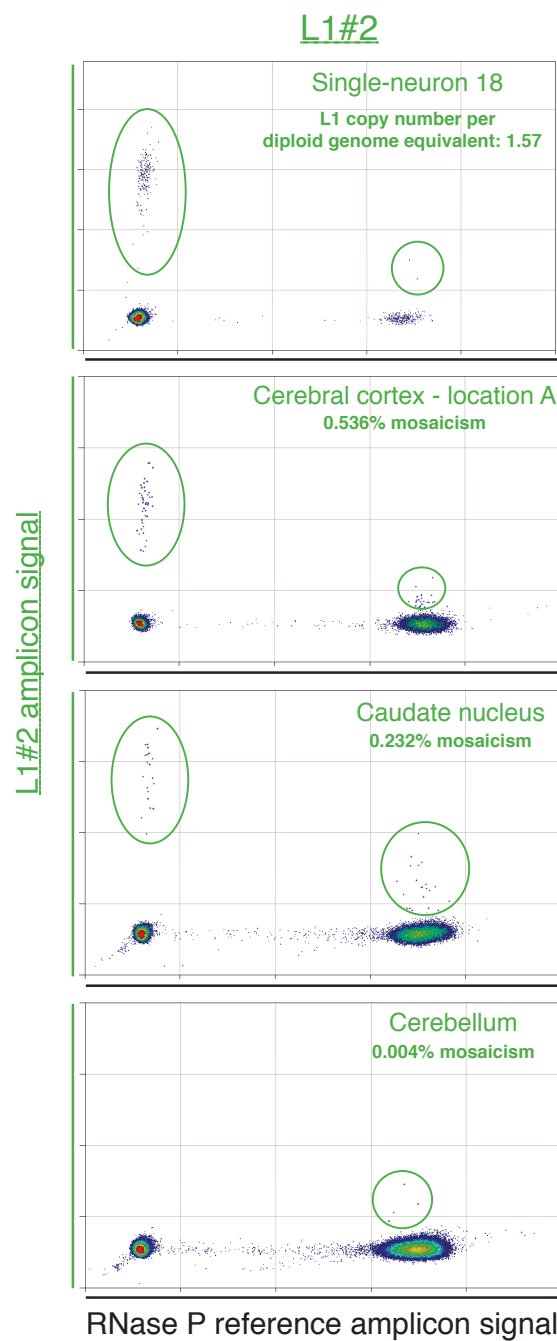 L1#2
Single-neuron 18
L1 copy number per
diploid genome equivalent: 1.57
Cerebral cortex - location A
0.536% mosaicism
L1#2 amplicon signal
Caudate nucleus
0.232% mosaicism
Cerebellum
0.004% mosaicism
RNase P reference amplicon signal